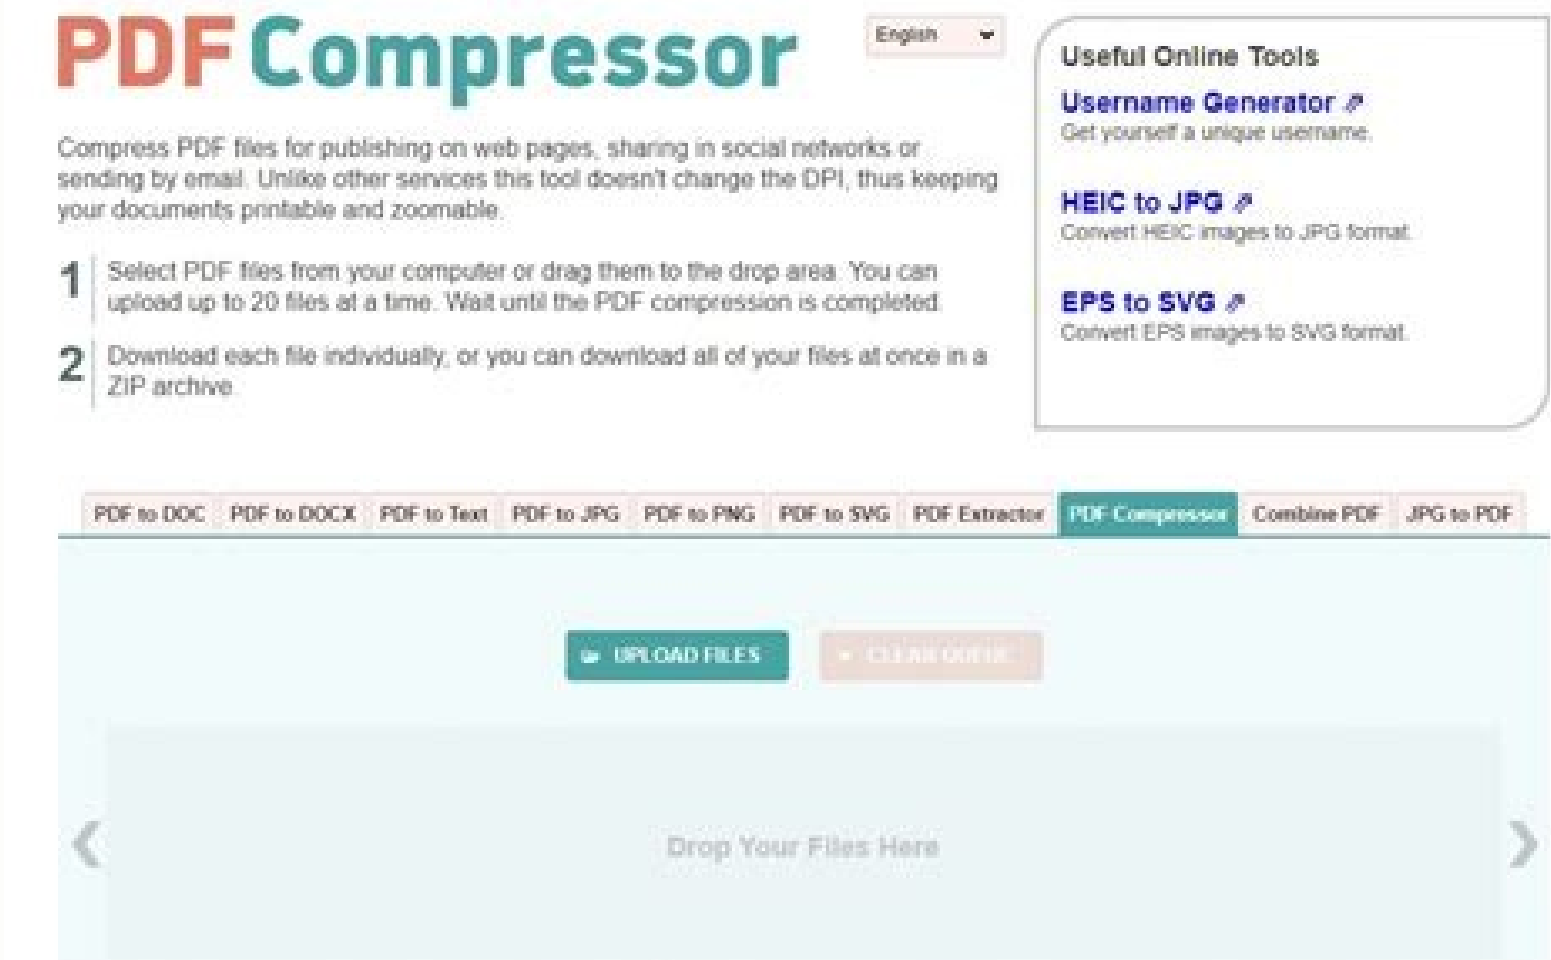 PDF Compressor
English
Compress PDF files for publishing on web pages, sharing in social networks or
sending by email. Unlike other services this tool doesn't change the DPI, thus keeping
your documents printable and zoomable.
1 Select PDF files from your computer or drag them to the drop area. You can
upload up to 20 files at a time. Wait until the PDF compression is completed.
2 Download each file individually, or you can download all of your files at once in a
ZIP archive.
Useful Online Tools
Username Generator
Get yourself a unique username.
HEIC to JPG
Convert HEIC images to JPG format.
EPS to SVG
Convert EPS images to SVG format.
PDF to DOC PDF to DOCX PDF to Text PDF to JPG PDF to PNG PDF to SVG PDF Extractor PDF Compressor Combine PDF JPG to PDF
UPLOAD FILES CLEAR QUEUE
Drop Your Files Here